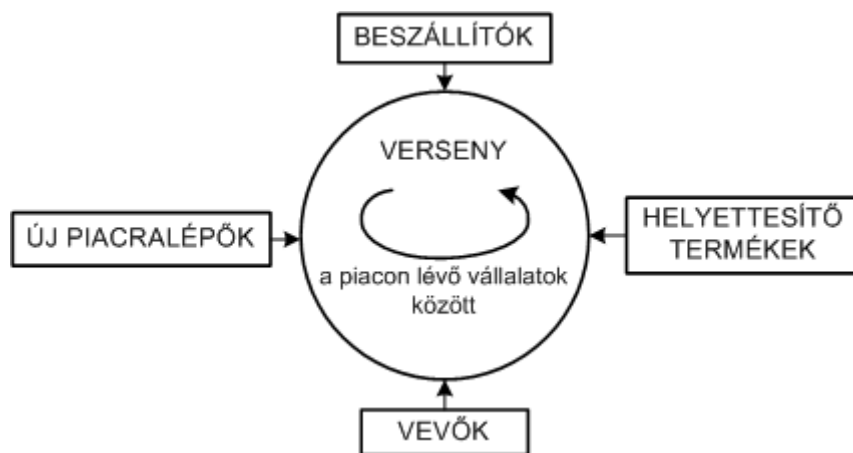 BESZÁLLÍTÓK
VERSENY
ÚJ PIACRALÉPŐK
HELYETTESÍTŐ
TERMÉKEK
a piacon lévő vállalatok
között
VEVŐK